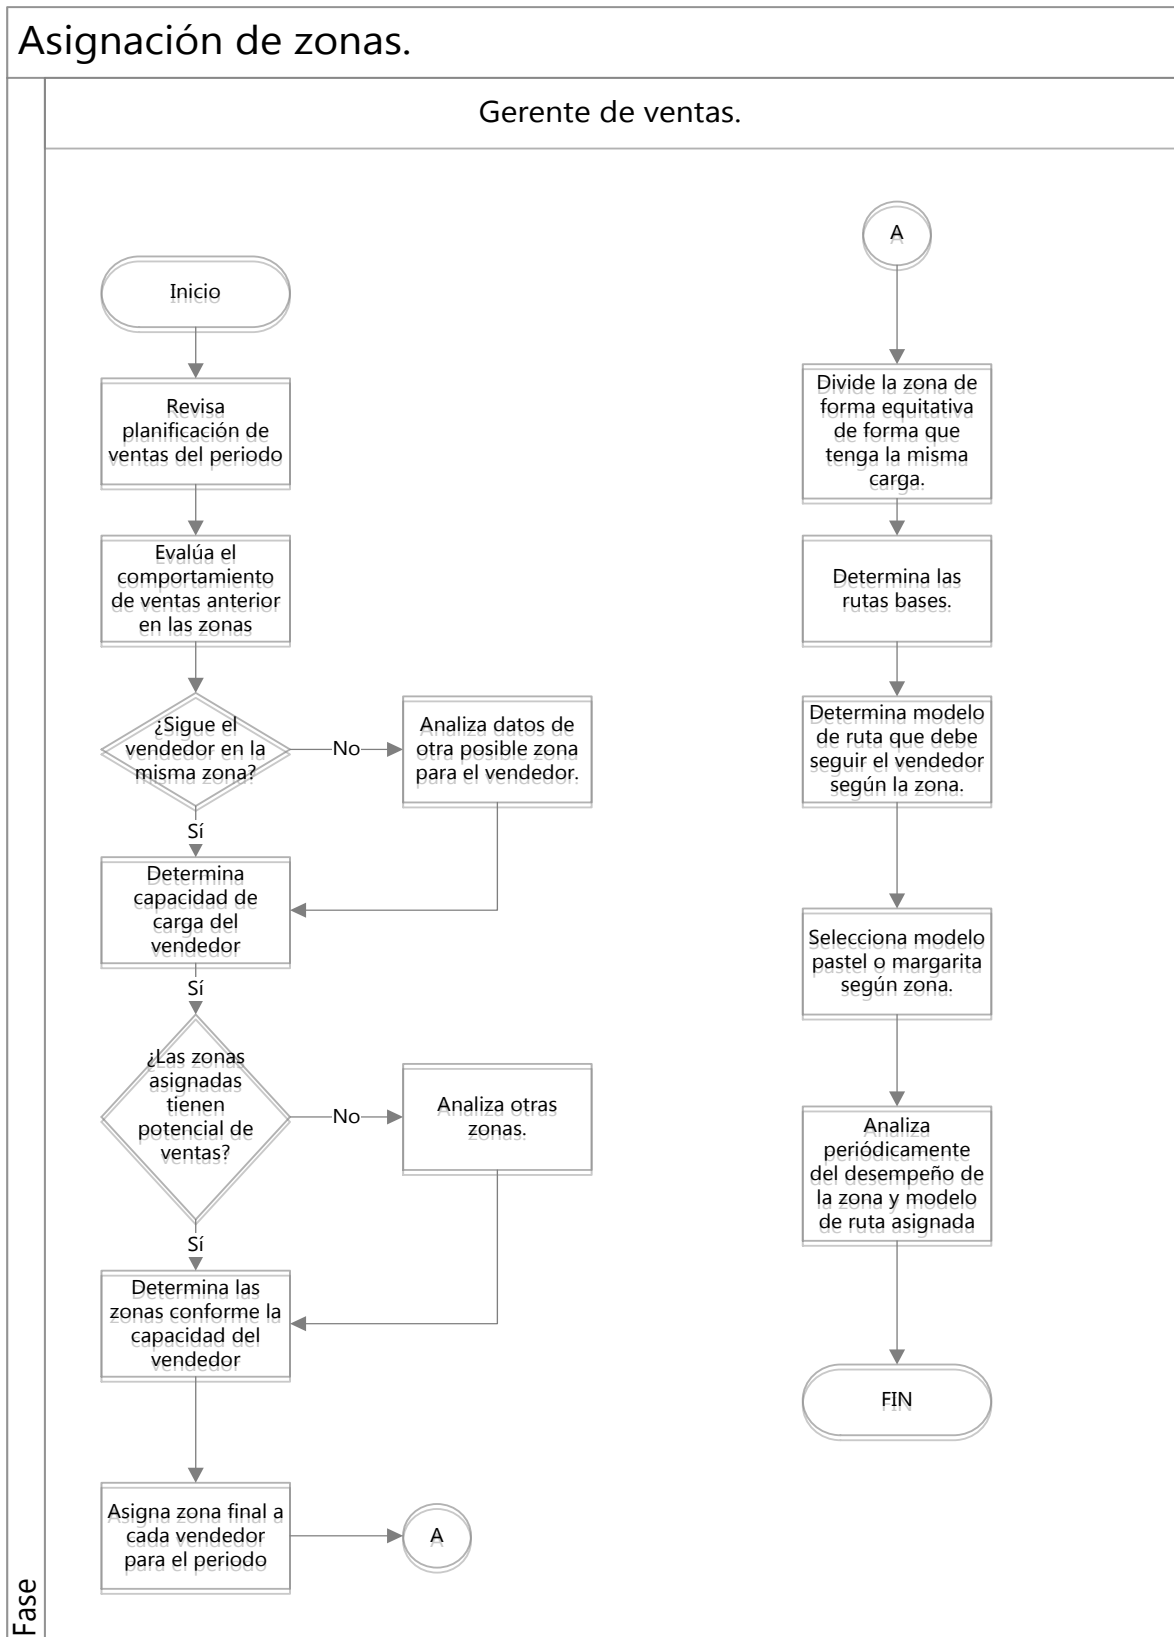 Asignación de zonas.
Gerente de ventas.
Fase
Inicio
Revisa
planificación de
ventas del periodo
Evalúa el
comportamiento
de ventas anterior
en las zonas
¿Sigue el
vendedor en la
misma zona?
No
Analiza datos de
otra posible zona
para el vendedor.
Sí
Determina
capacidad de
carga del
vendedor
Sí
¿Las zonas
asignadas
tienen
potencial de
ventas?
No
Analiza otras
zonas.
Sí
Determina las
zonas conforme la
capacidad del
vendedor
Asigna zona final a
cada vendedor
para el periodo
A
A
Divide la zona de
forma equitativa
de forma que
tenga la misma
carga.
Determina las
rutas bases.
Determina modelo
de ruta que debe
seguir el vendedor
según la zona.
Selecciona modelo
pastel o margarita
según zona.
Analiza
periódicamente
del desempeño de
la zona y modelo
de ruta asignada
FIN